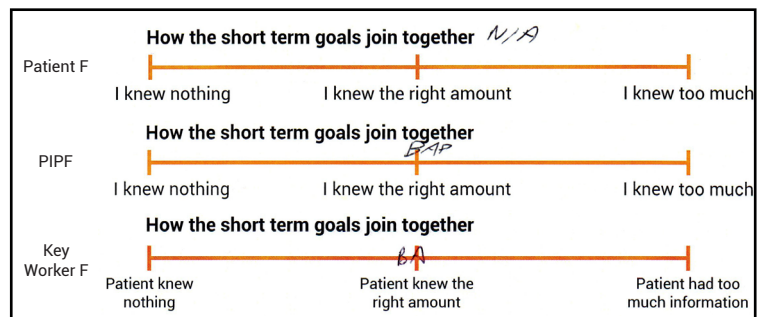 How the short term goals join together N/A
Patient F
I knew nothing I knew the right amount I knew too much
How the short term goals join together
BAP
PIPF
I knew nothing I knew the right amount I knew too much
How the short term goals join together
Key
Worker F
BA
Patient knew
nothing
Patient knew the
right amount
Patient had too
much information